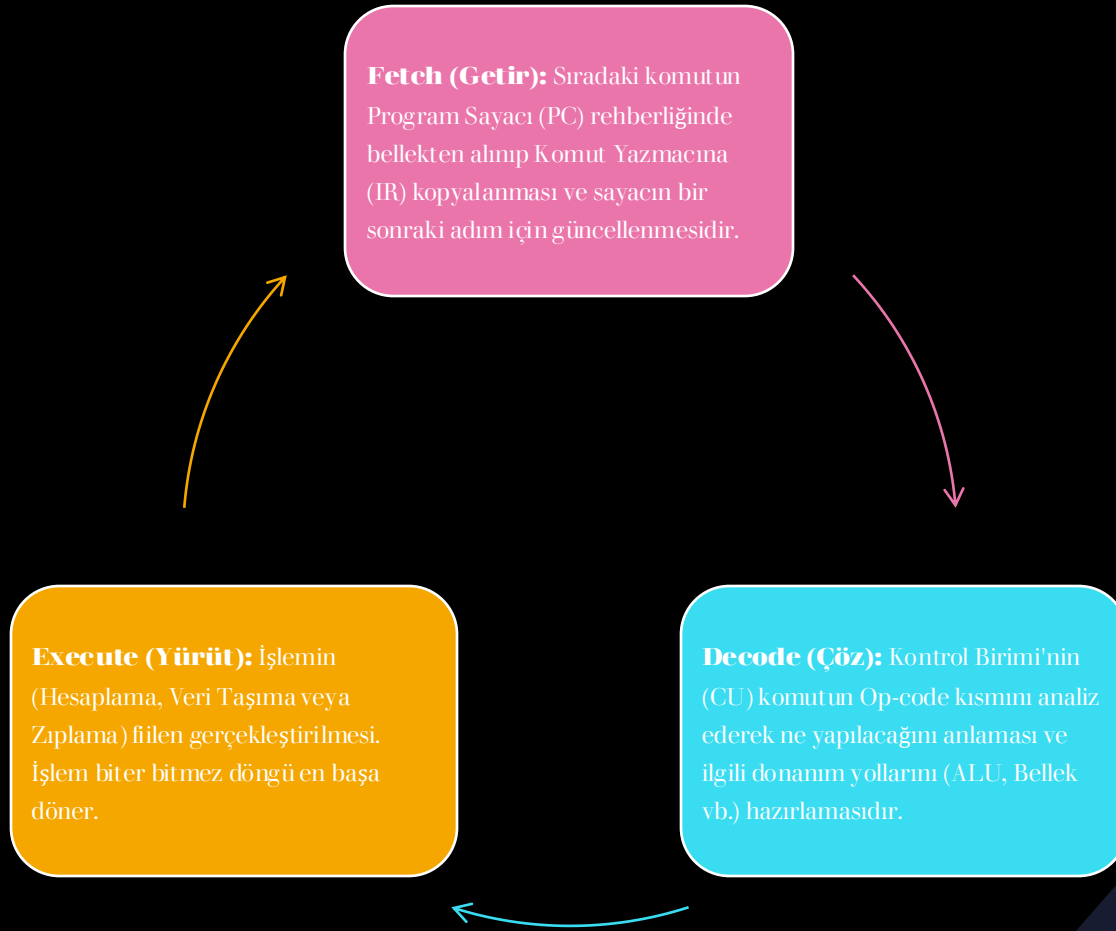 Fetch (Getir): Sıradaki komutun
Program Sayacı (PC) rehberliğinde
bellekten alınıp Komut Yazmacına
(IR) kopyalanması ve sayacın bir
sonraki adım için güncellenmesidir.
Execute (Yürüt): İşlemin
(Hesaplama, Veri Taşıma veya
Zıplama) fiilen gerçekleştirilmesi.
İşlem biter bitmez döngü en başa
döner.
Decode (Çöz): Kontrol Birimi'nin
(CU) komutun Op-code kısmını analiz
ederek ne yapılacağını anlaması ve
ilgili donanım yollarını (ALU, Bellek
vb.) hazırlamasıdır.